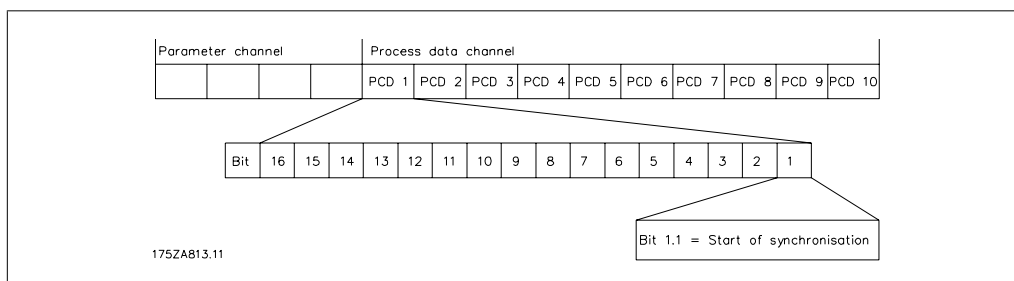 Parameter channel Process data channel
PCD 1 PCD 2 PCD 3 PCD 4 PCD 5 PCD 6 PCD 7 PCD 8 PCD 9 PCD 10
Bit 16 15 14 13 12 11 10 9 8 7 6 5 4 3 2 1
Bit 1.1 = Start of synchronisation
175ZA813.11